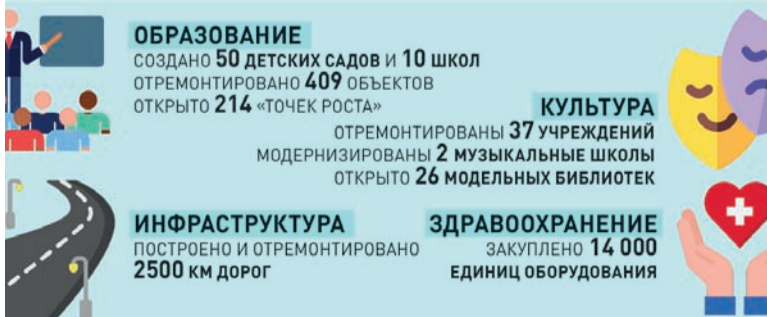 ОБРАЗОВАНИЕ
СОЗДАНО 50 ДЕТСКИХ САДОВ И 10 ШКОЛ
ОТРЕМОНТИРОВАНО 409 ОБЪЕКТОВ
ОТКРЫТО 214 «ТОЧЕК РОСТА»
КУЛЬТУРА
ОТРЕМОНТИРОВАНЫ 37 УЧРЕЖДЕНИЙ
МОДЕРНИЗИРОВАНЫ 2 МУЗЫКАЛЬНЫЕ ШКОЛЫ
ОТКРЫТО 26 МОДЕЛЬНЫХ БИБЛИОТЕК
ИНФРАСТРУКТУРА
ПОСТРОЕНО И ОТРЕМОНТИРОВАНО
2500 КМ ДОРОГ
ЗДРАВООХРАНЕНИЕ
ЗАКУПЛЕНО 14 000
ЕДИНИЦ ОБОРУДОВАНИЯ